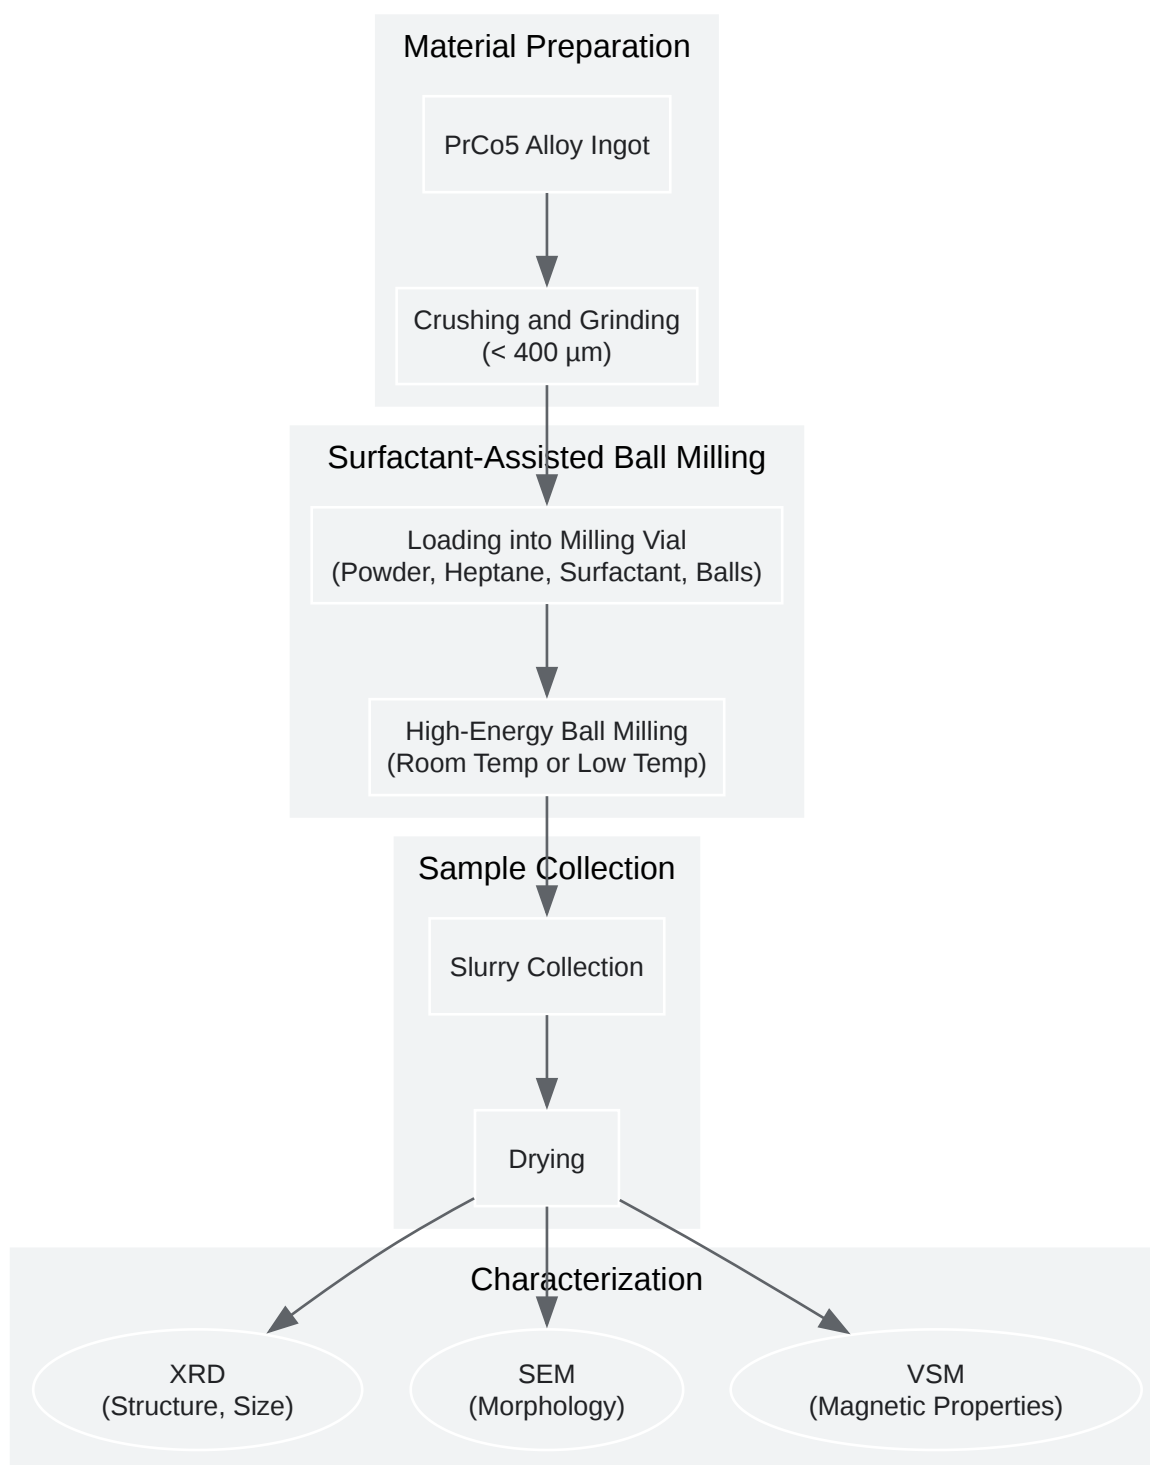 Material Preparation
PrCo5 Alloy Ingot
Crushing and Grinding
(< 400 µm)
Surfactant-Assisted Ball Milling
Loading into Milling Vial
(Powder, Heptane, Surfactant, Balls)
High-Energy Ball Milling
(Room Temp or Low Temp)
Sample Collection
Slurry Collection
Drying
Characterization
XRD
(Structure, Size)
SEM
(Morphology)
VSM
(Magnetic Properties)